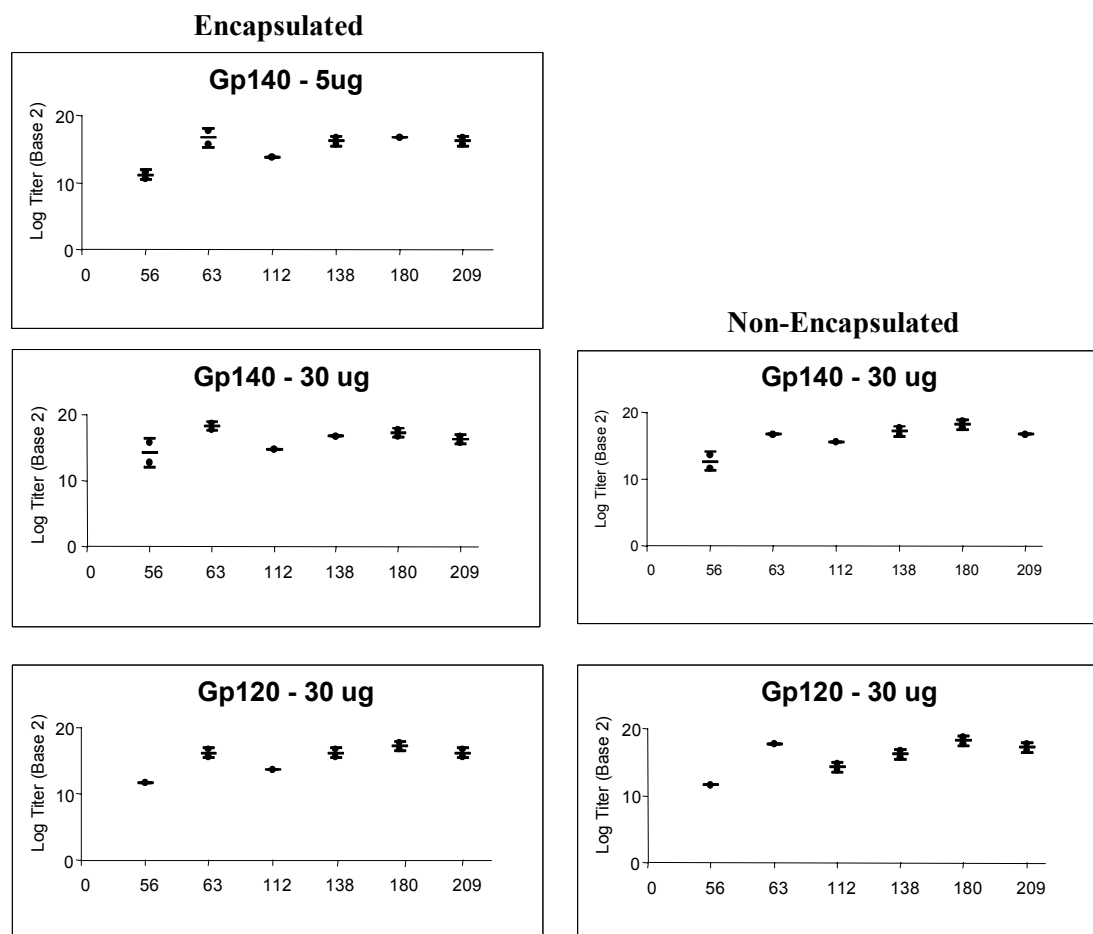 Encapsulated
Gp140 - 5ug
Log Titer (Base 2)
20
10
0
0 56 63 112 138 180 209
Non-Encapsulated
Gp140 - 30 ug
Log Titer (Base 2)
20
10
0
0 56 63 112 138 180 209
Gp140 - 30 ug
Log Titer (Base 2)
20
10
0
0 56 63 112 138 180 209
Gp120 - 30 ug
Log Titer (Base 2)
20
10
0
0 56 63 112 138 180 209
Gp120 - 30 ug
Log Titer (Base 2)
20
10
0
0 56 63 112 138 180 209